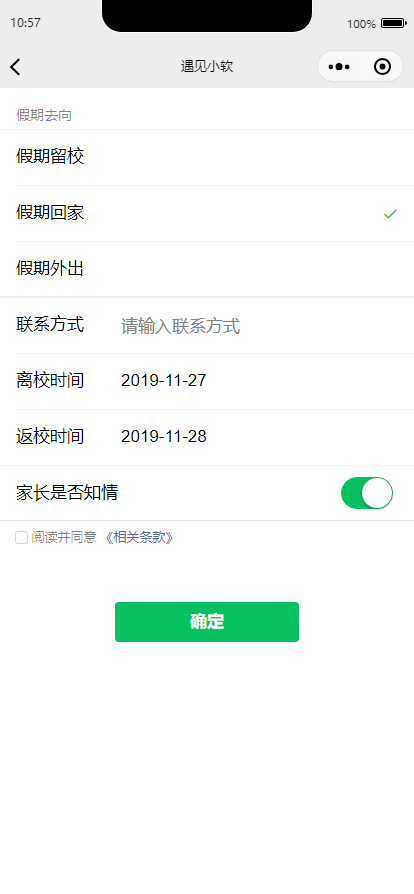 10:57
100%
遇见小软
假期去向
假期留校
假期回家
假期外出
联系方式 请输入联系方式
离校时间 2019-11-27
返校时间 2019-11-28
家长是否知情
阅读并同意 《相关条款》
确定